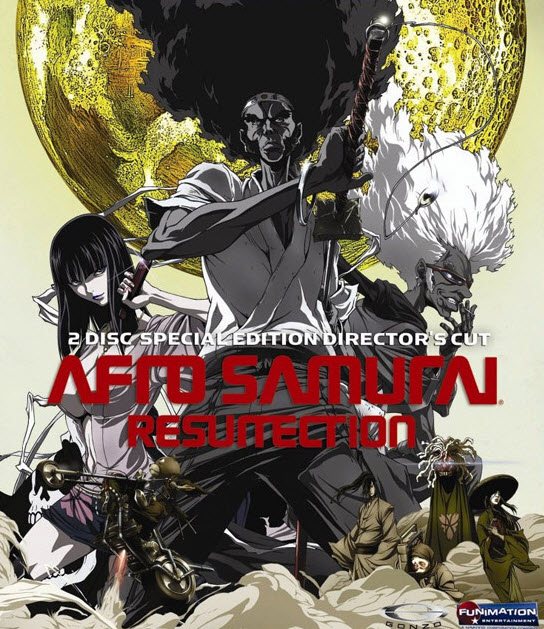 2 DISC SPECIAL EDITION DIRECTOR'S CUT
AFRO SAMURAI®
RESURRECTION
GONZO
FUNIMATION
ENTERTAINMENT